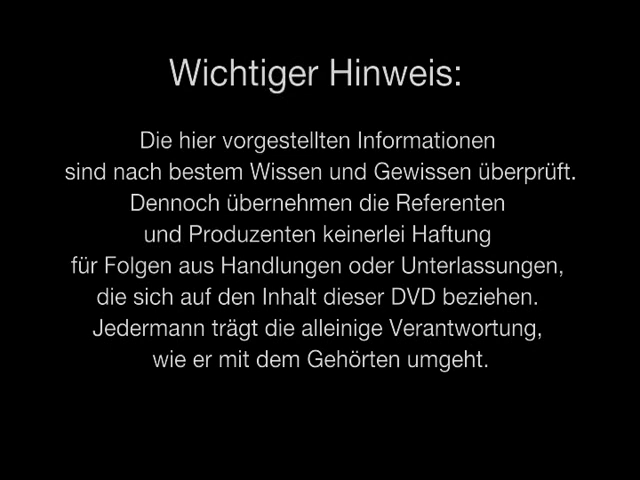 Wichtiger Hinweis:
Die hier vorgestellten Informationen
sind nach bestem Wissen und Gewissen überprüft.
Dennoch übernehmen die Referenten
und Produzenten keinerlei Haftung
für Folgen aus Handlungen oder Unterlassungen,
die sich auf den Inhalt dieser DVD beziehen.
Jedermann trägt die alleinige Verantwortung,
wie er mit dem Gehörten umgeht.